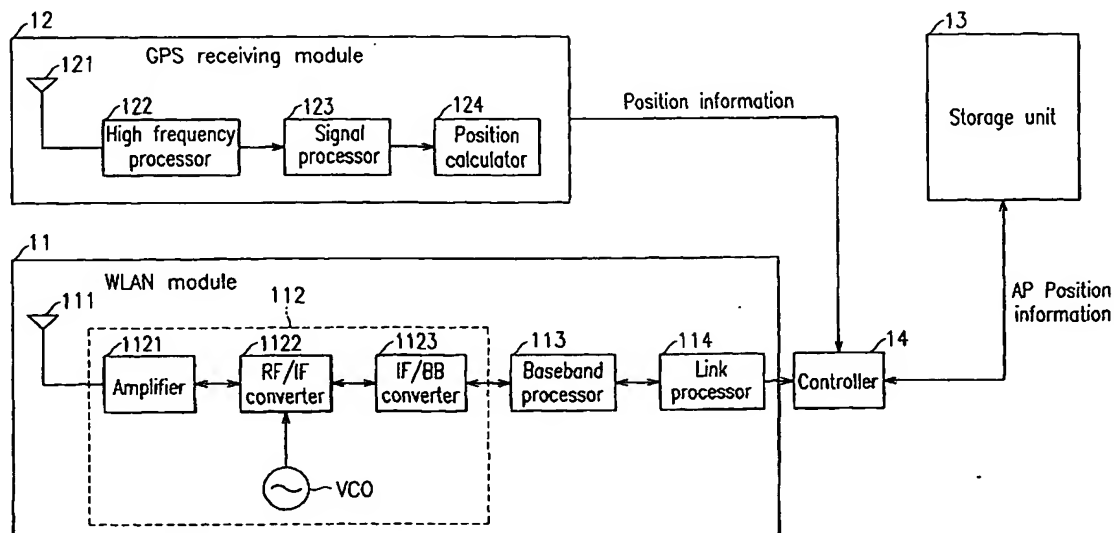 12
GPS receiving module
121
122
High frequency
processor
123
Signal
processor
124
Position
calculator
Position information
13
Storage unit
11
WLAN module
111
112
1121
Amplifier
1122
RF/IF
converter
1123
IF/BB
converter
VCO
113
Baseband
processor
114
Link
processor
14
Controller
AP Position
information